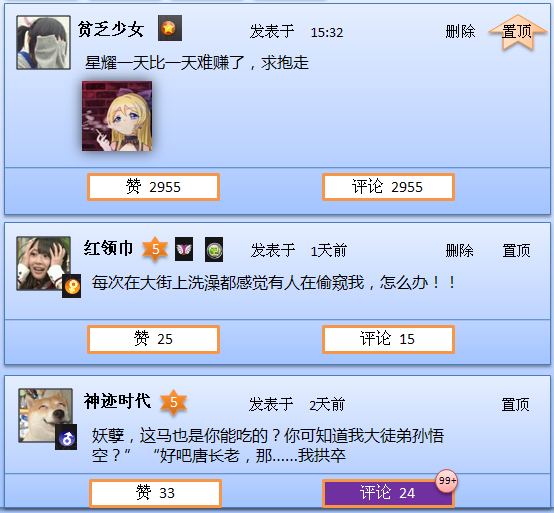 贫乏少女 发表于 15:32 删除 置顶
星耀一天比一天难赚了，求抱走
赞 2955 评论 2955
红领巾 5 发表于 1天前 删除 置顶
每次在大街上洗澡都感觉有人在偷窥我，怎么办！！
赞 25 评论 15
神迹时代 5 发表于 2天前 置顶
妖孽，这马也是你能吃的？你可知道我大徒弟孙悟
空？”“好吧唐长老，那……我拱卒
赞 33 评论 24 99+